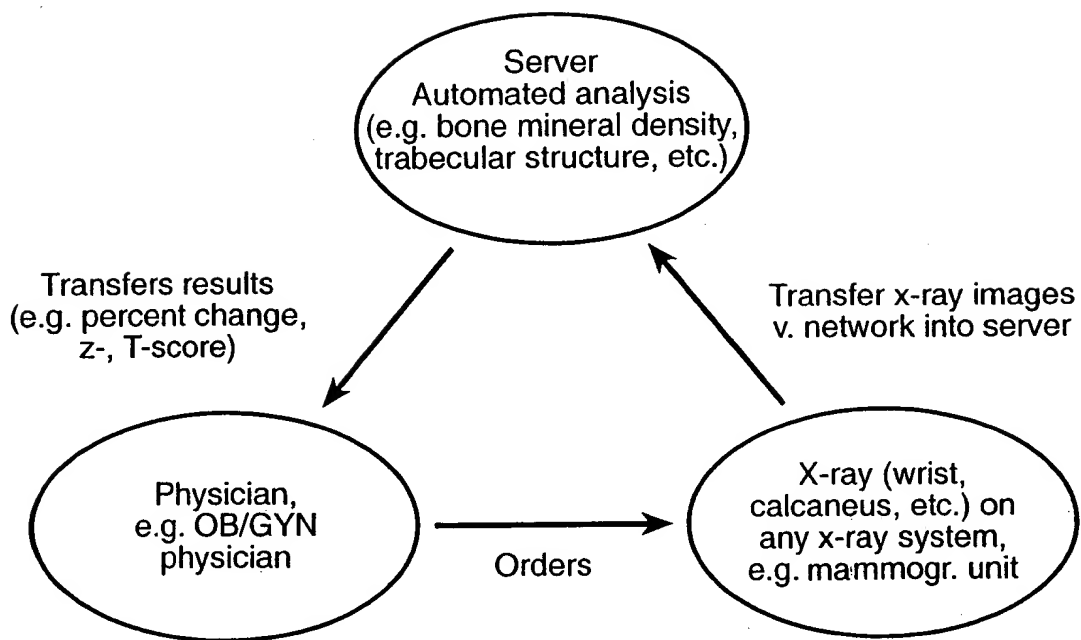 Server
Automated analysis
(e.g. bone mineral density,
trabecular structure, etc.)
Transfers results
(e.g. percent change,
z-, T-score)
Transfer x-ray images
v. network into server
Physician,
e.g. OB/GYN
physician
Orders
X-ray (wrist,
calcaneus, etc.) on
any x-ray system,
e.g. mammogr. unit